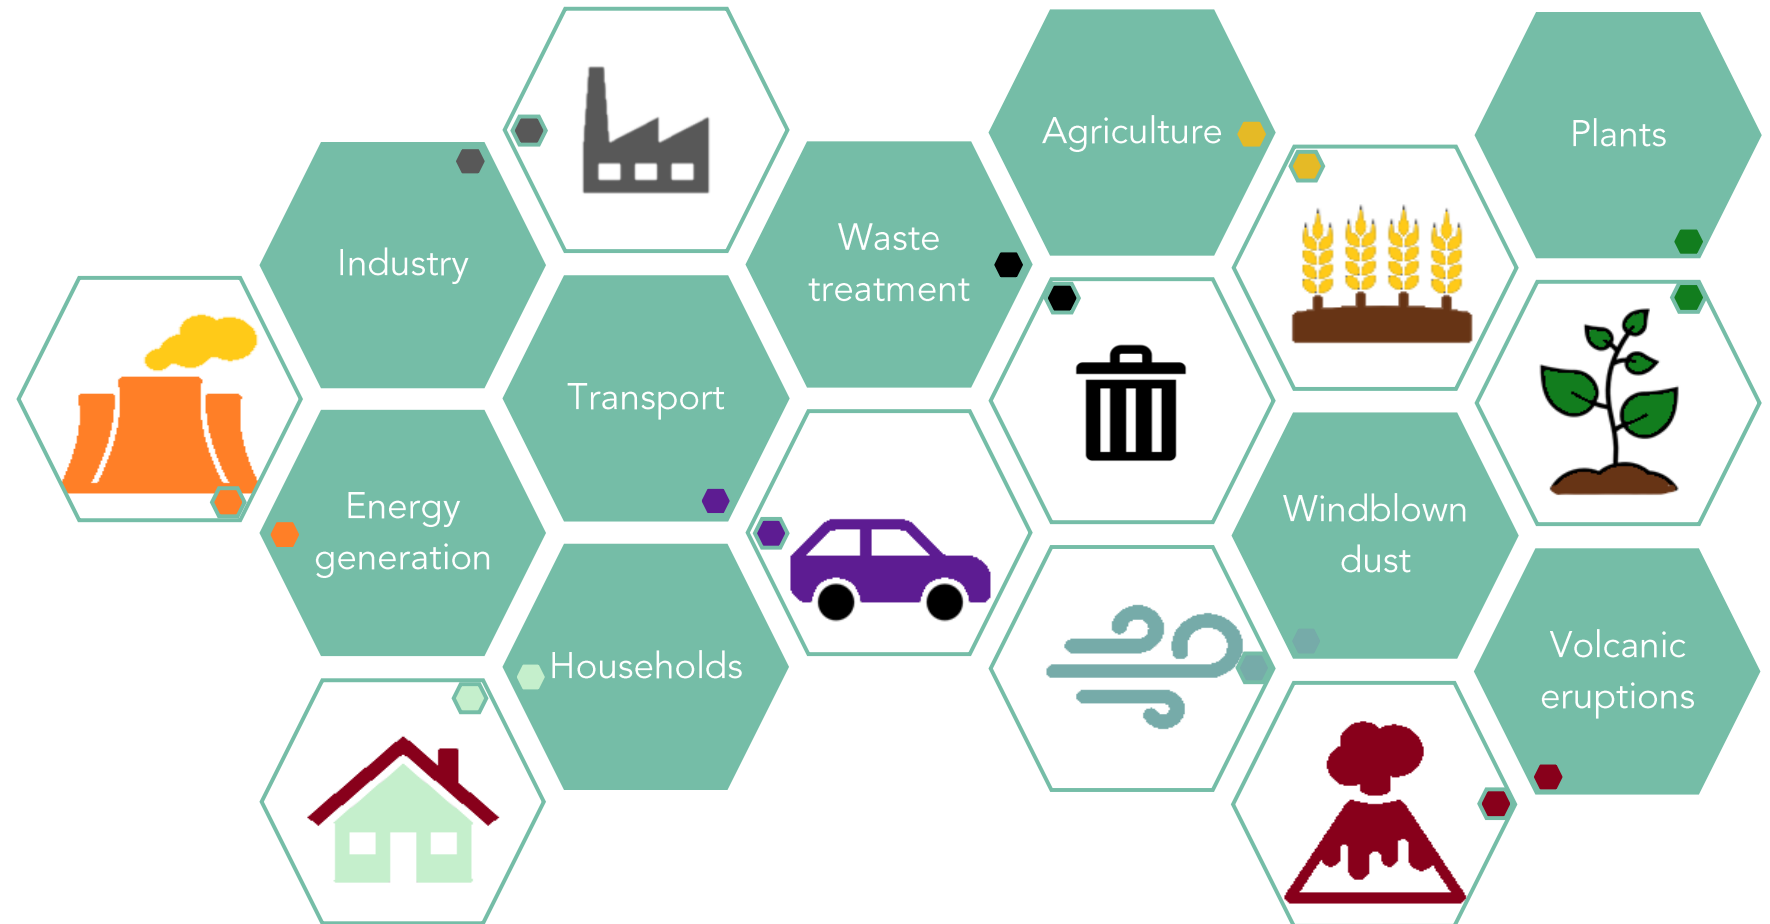 Agriculture
Plants
Industry
Waste
treatment
Transport
Energy
generation
Windblown
dust
Households
Volcanic
eruptions